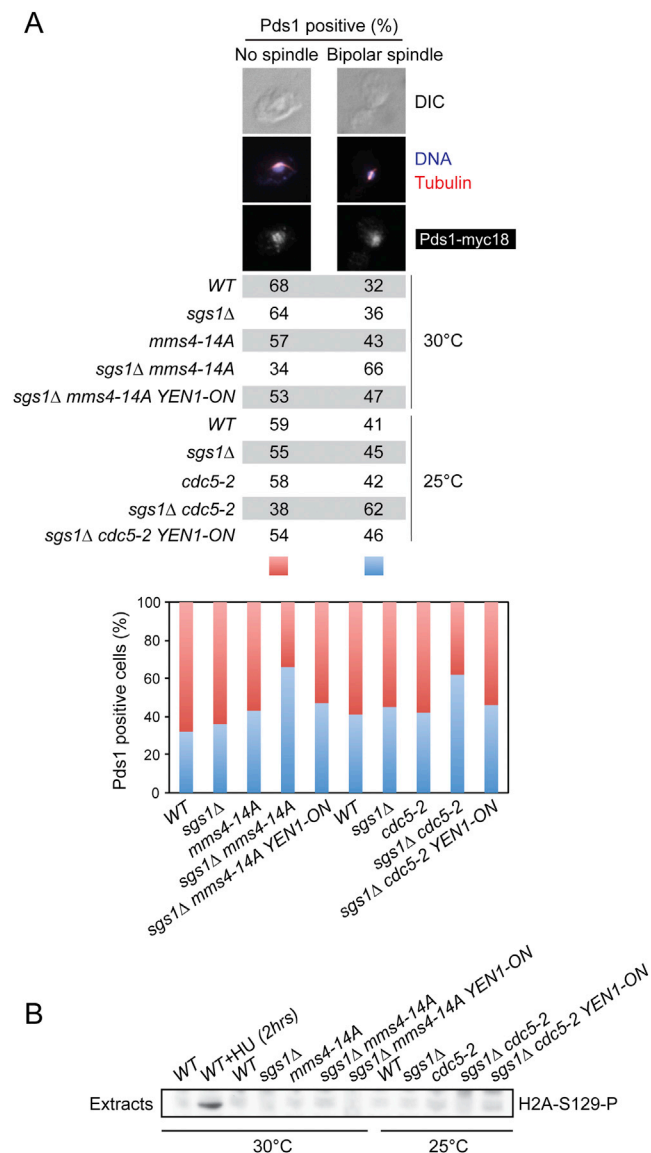 A
Pds1 positive (%)
No spindle Bipolar spindle
DIC
DNA
Tubulin
Pds1-myc18
WT 68 32
sgs1Δ 64 36
mms4-14A 57 43
30°C
sgs1Δ mms4-14A 34 66
sgs1Δ mms4-14A YEN1-ON 53 47
WT 59 41
sgs1Δ 55 45
cdc5-2 58 42
25°C
sgs1Δ cdc5-2 38 62
sgs1Δ cdc5-2 YEN1-ON 54 46
Pds1 positive cells (%)
100
80
60
40
20
0
WT
sgs1Δ
mms4-14A
sgs1Δ mms4-14A
sgs1Δ mms4-14A YEN1-ON
WT
sgs1Δ
cdc5-2
sgs1Δ cdc5-2
sgs1Δ cdc5-2 YEN1-ON
B
WT
WT+HU (2hrs)
WT
sgs1Δ
mms4-14A
sgs1Δ mms4-14A
sgs1Δ mms4-14A YEN1-ON
WT
sgs1Δ
cdc5-2
sgs1Δ cdc5-2
sgs1Δ cdc5-2 YEN1-ON
Extracts H2A-S129-P
30°C 25°C